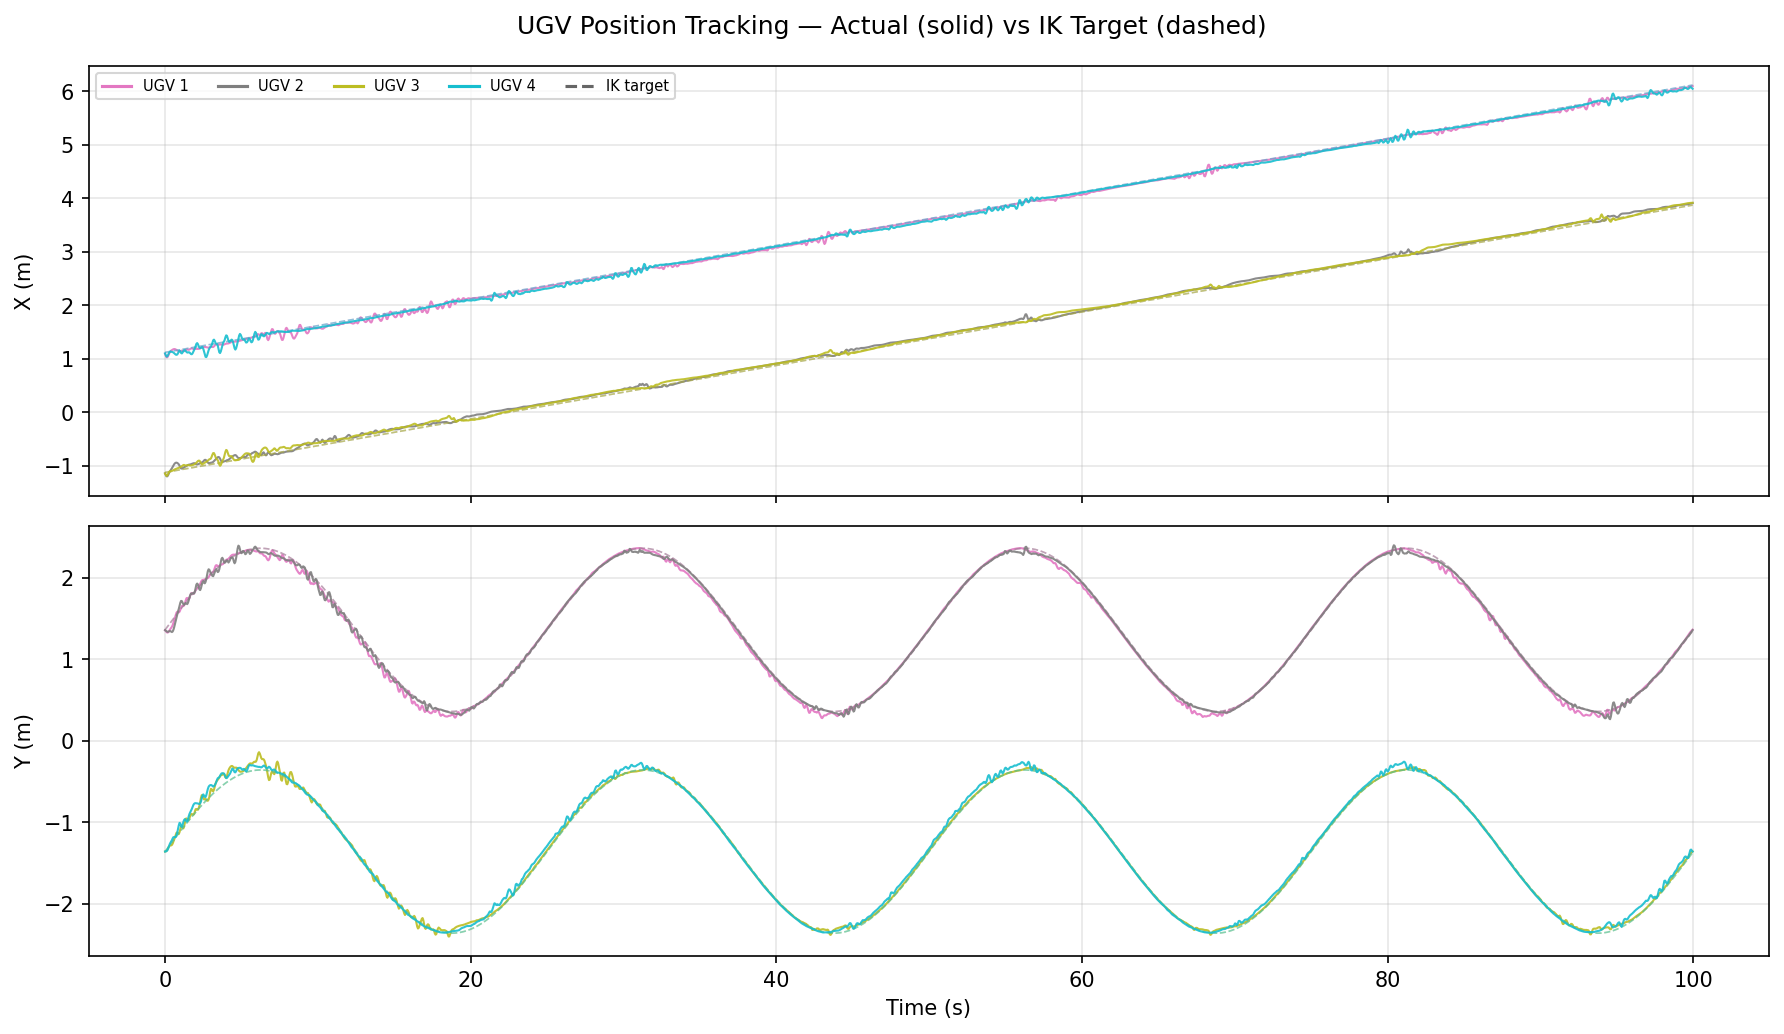 UGV Position Tracking — Actual (solid) vs IK Target (dashed)
UGV 1 UGV 2 UGV 3 UGV 4 IK target
X (m)
6
5
4
3
2
1
0
−1
Y (m)
2
1
0
−1
−2
0 20 40 60 80 100
Time (s)